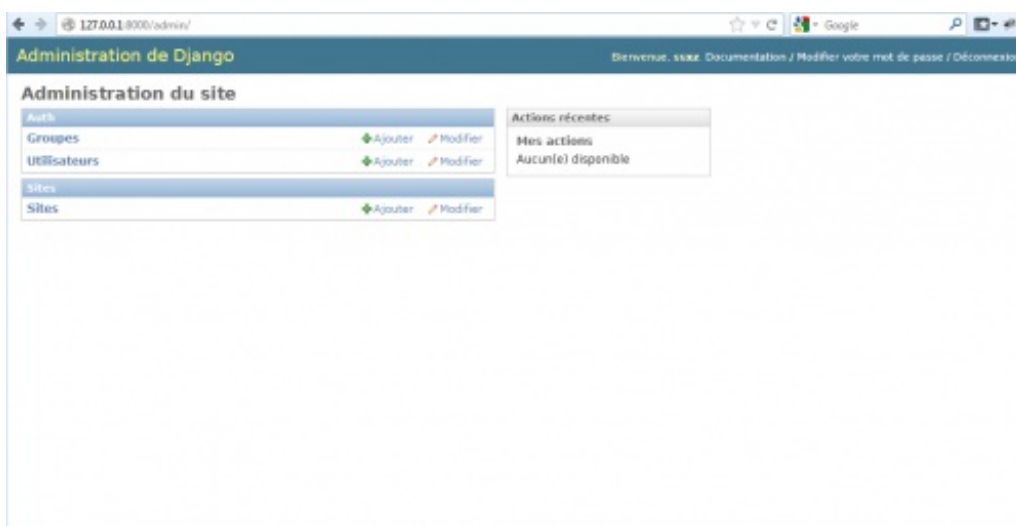 127.0.0.1:8000/admin/
Google
Administration de Django
Bienvenue, Documentation / Modifier votre mot de passe / Déconnexio
Administration du site
Auth
Groupes Ajouter Modifier
Utilisateurs Ajouter Modifier
Sites
Sites Ajouter Modifier
Actions récentes
Mes actions
Aucun(e) disponible